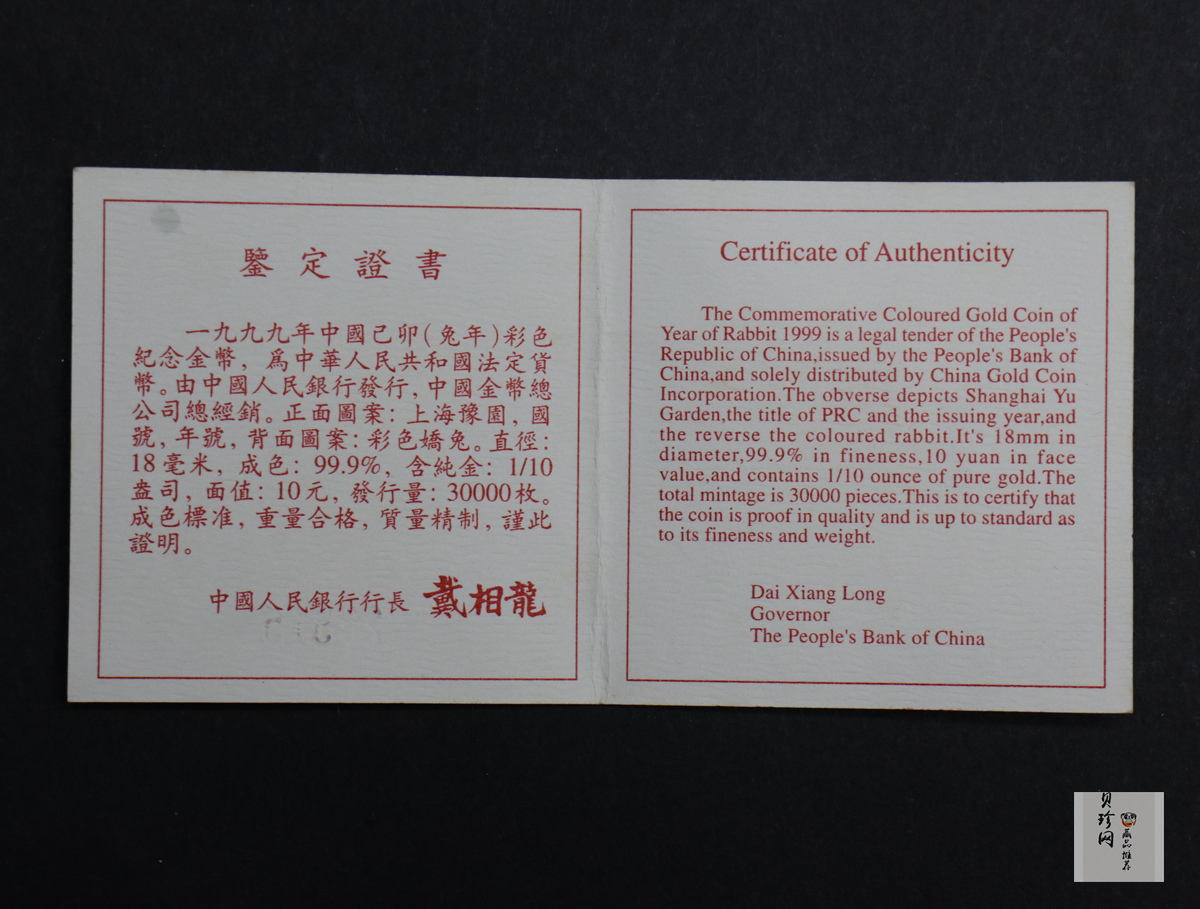 鑒定證書
一九九九年中國己卯(兔年)彩色
紀念金幣，爲中華人民共和國法定貨
幣。由中國人民銀行發行，中國金幣總
公司總經銷。正面圖案：上海豫園，國
號，年號，背面圖案：彩色嬌兔。直徑：
18毫米，成色：99.9%，含純金：1/10
盎司，面值：10元，發行量：30000枚。
成色標准，重量合格，質量精制，謹此
證明。
中國人民銀行行長 戴相龍
Certificate of Authenticity
The Commemorative Coloured Gold Coin of
Year of Rabbit 1999 is a legal tender of the People's
Republic of China,issued by the People's Bank of
China,and solely distributed by China Gold Coin
Incorporation.The obverse depicts Shanghai Yu
Garden,the title of PRC and the issuing year,and
the reverse the coloured rabbit.It's 18mm in
diameter,99.9% in fineness,10 yuan in face
value,and contains 1/10 ounce of pure gold.The
total mintage is 30000 pieces.This is to certify that
the coin is proof in quality and is up to standard as
to its fineness and weight.
Dai Xiang Long
Governor
The People's Bank of China
珍网
藏品推荐